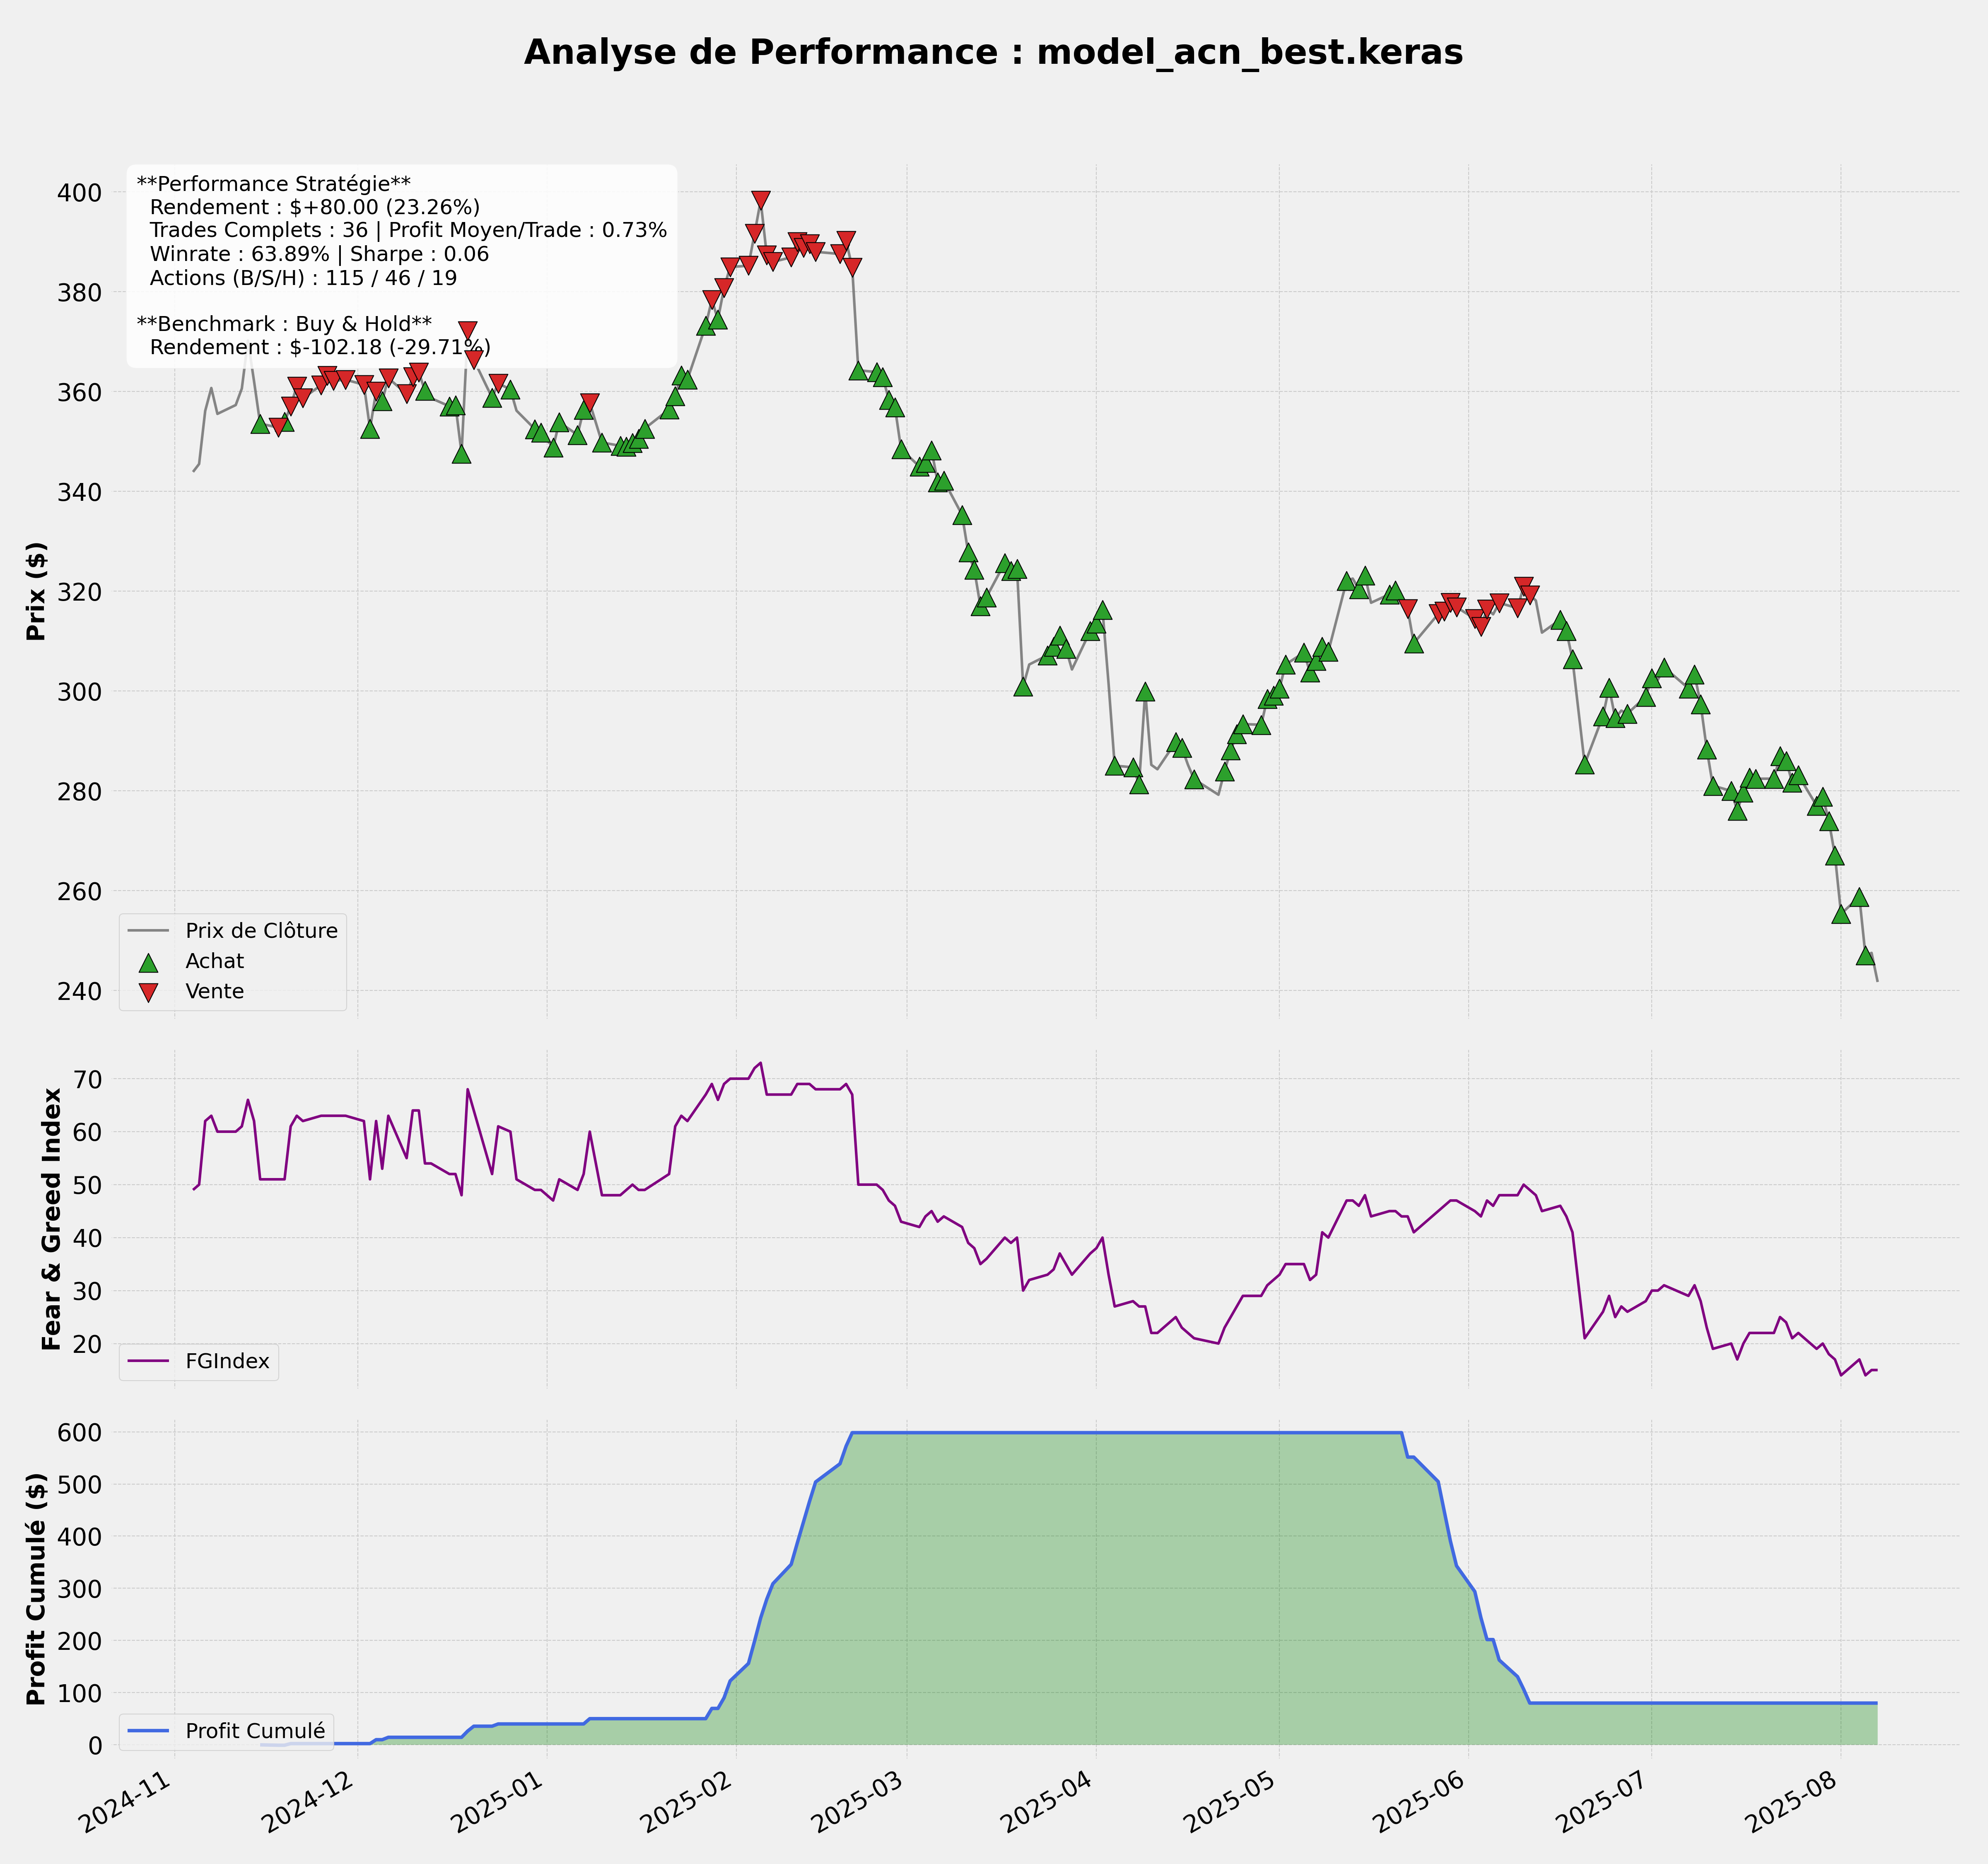 Analyse de Performance : model_acn_best.keras
**Performance Stratégie**
Rendement : $+80.00 (23.26%)
Trades Complets : 36 | Profit Moyen/Trade : 0.73%
Winrate : 63.89% | Sharpe : 0.06
Actions (B/S/H) : 115 / 46 / 19
**Benchmark : Buy & Hold**
Rendement : $-102.18 (-29.71%)
Prix ($)
400
380
360
340
320
300
280
260
240
Prix de Clôture
Achat
Vente
Fear & Greed Index
70
60
50
40
30
20
FGIndex
Profit Cumulé ($)
600
500
400
300
200
100
0
Profit Cumulé
2024-11
2024-12
2025-01
2025-02
2025-03
2025-04
2025-05
2025-06
2025-07
2025-08